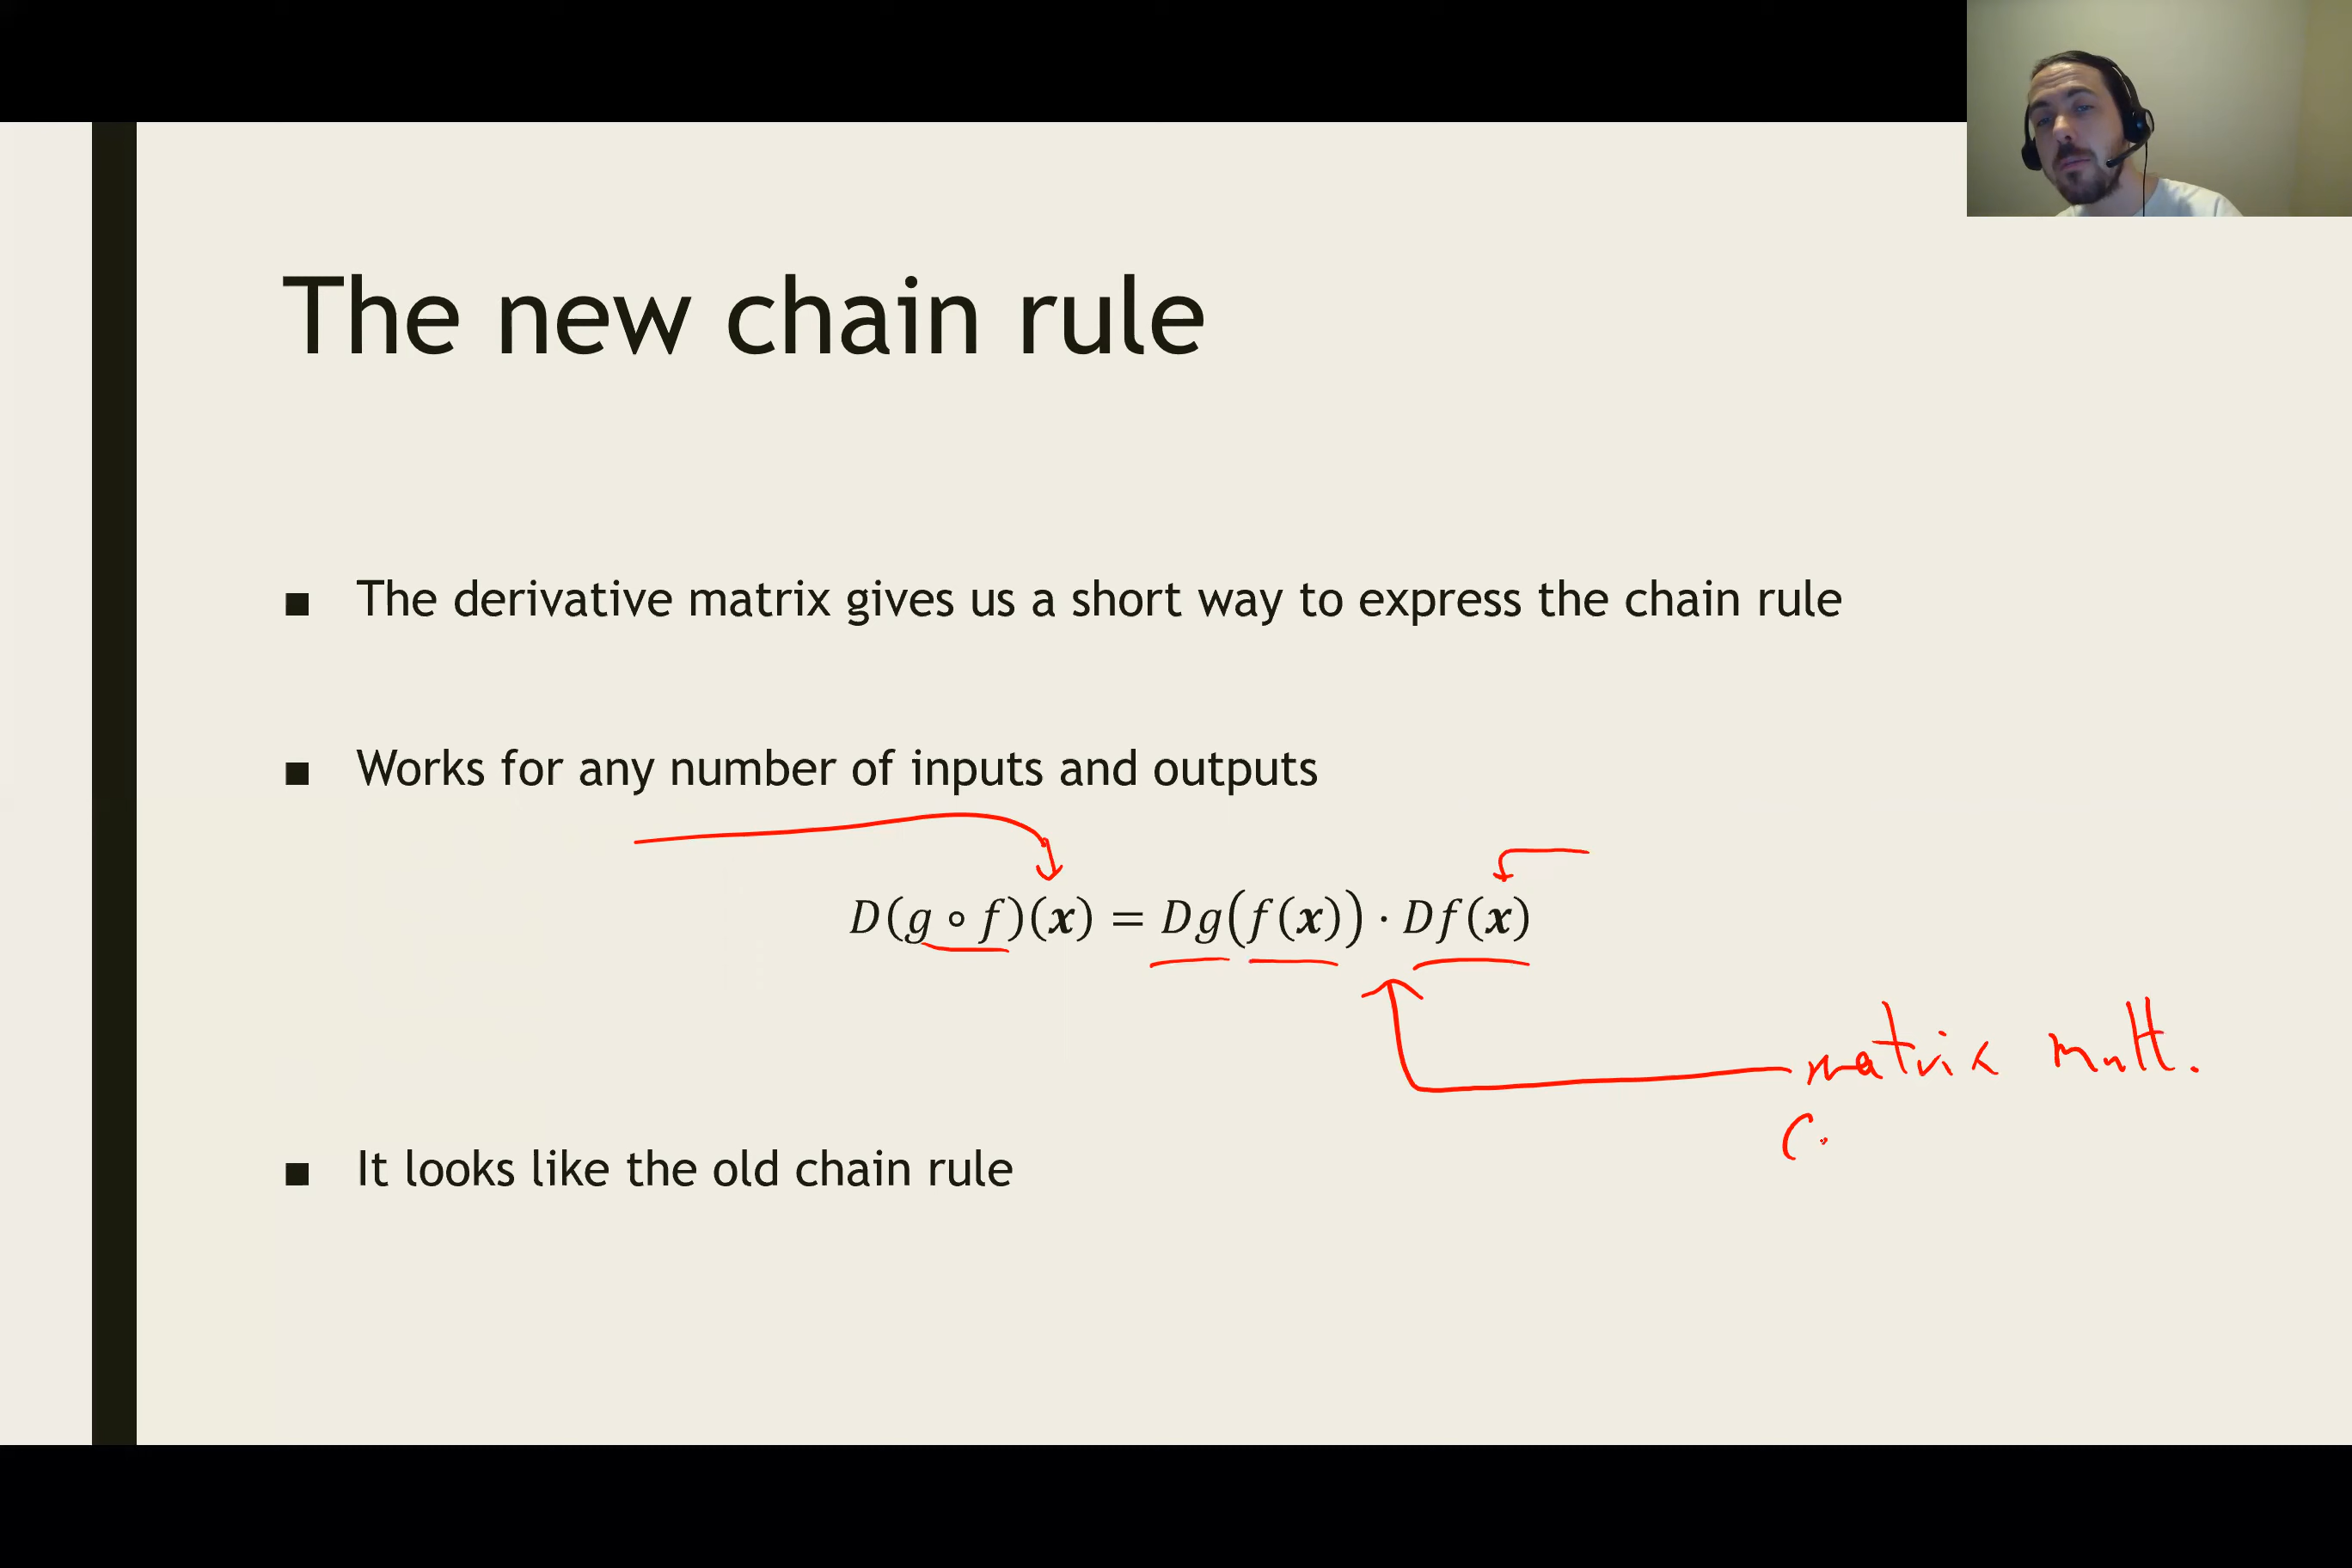 The new chain rule
■ The derivative matrix gives us a short way to express the chain rule
■ Works for any number of inputs and outputs
D(g ∘ f)(x) = Dg(f(x)) · Df(x)
matrix mult.
(
■ It looks like the old chain rule